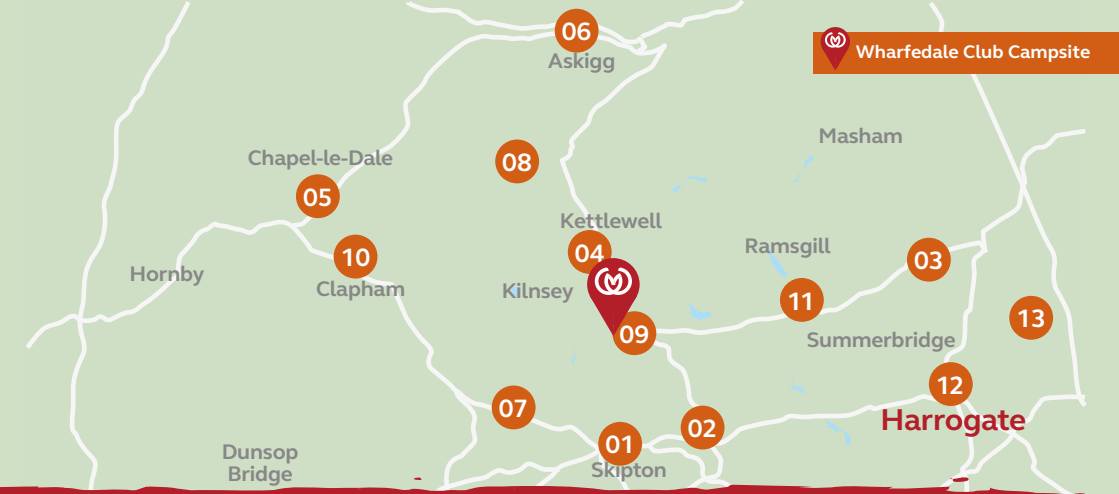 06
Askigg
Wharfedale Club Campsite
Masham
Chapel-le-Dale
08
05
Kettlewell
04
Ramsgill
03
10
Clapham
Hornby
Kilnsey
11
09
13
Summerbridge
12
Harrogate
07
02
01
Skipton
Dunsop
Bridge